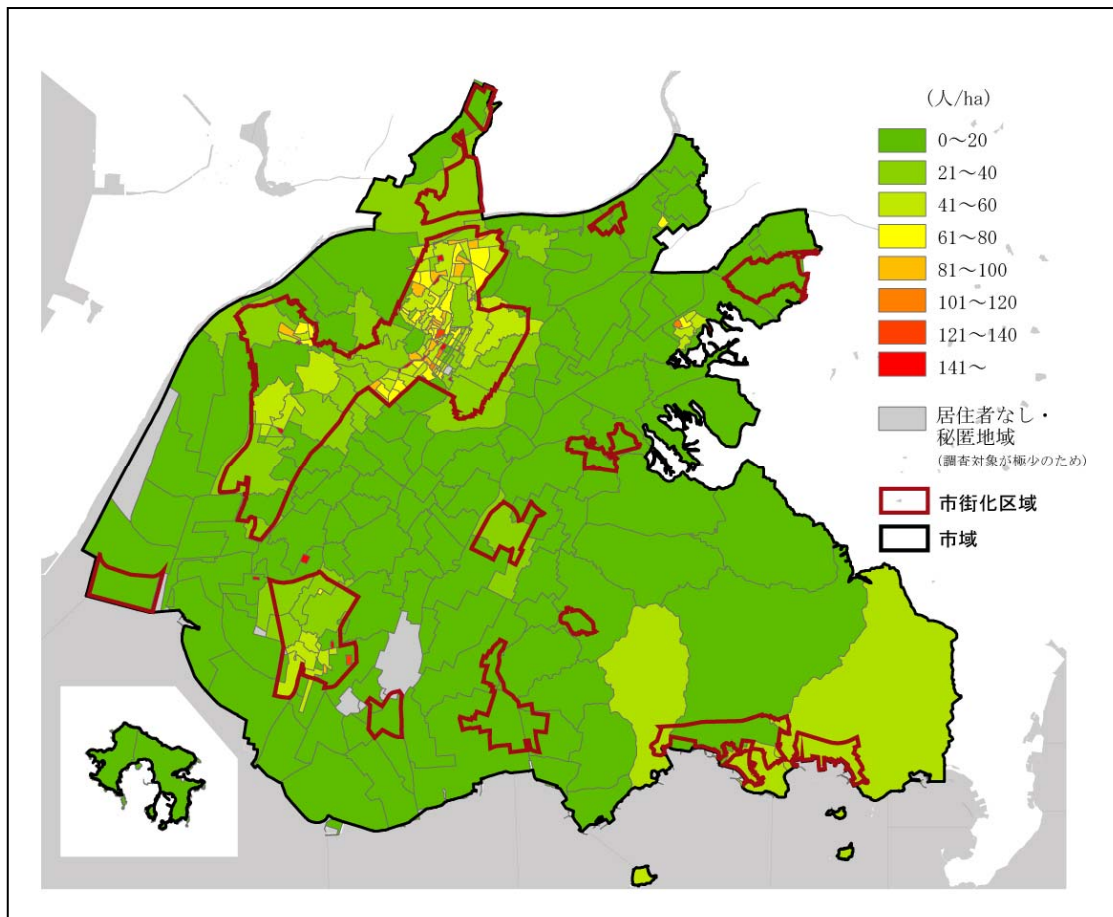 (人/ha)
0～20
21～40
41～60
61～80
81～100
101～120
121～140
141～
居住者なし・
秘匿地域
(調査対象が極少のため)
市街化区域
市域